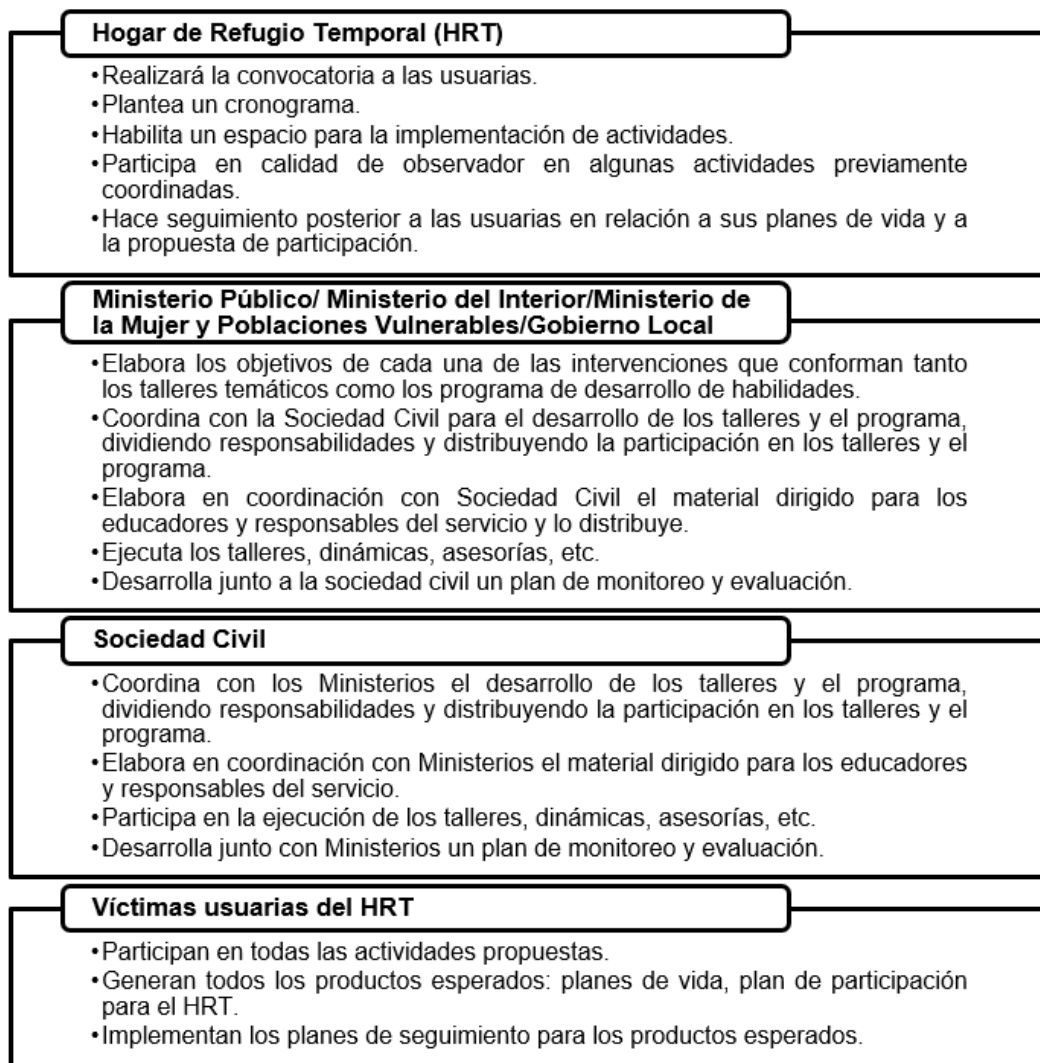 Hogar de Refugio Temporal (HRT)
•Realizará la convocatoria a las usuarias.
•Plantea un cronograma.
•Habilita un espacio para la implementación de actividades.
•Participa en calidad de observador en algunas actividades previamente
coordinadas.
•Hace seguimiento posterior a las usuarias en relación a sus planes de vida y a
la propuesta de participación.
Ministerio Público/ Ministerio del Interior/Ministerio de
la Mujer y Poblaciones Vulnerables/Gobierno Local
•Elabora los objetivos de cada una de las intervenciones que conforman tanto
los talleres temáticos como los programa de desarrollo de habilidades.
•Coordina con la Sociedad Civil para el desarrollo de los talleres y el programa,
dividiendo responsabilidades y distribuyendo la participación en los talleres y el
programa.
•Elabora en coordinación con Sociedad Civil el material dirigido para los
educadores y responsables del servicio y lo distribuye.
•Ejecuta los talleres, dinámicas, asesorías, etc.
•Desarrolla junto a la sociedad civil un plan de monitoreo y evaluación.
Sociedad Civil
•Coordina con los Ministerios el desarrollo de los talleres y el programa,
dividiendo responsabilidades y distribuyendo la participación en los talleres y el
programa.
•Elabora en coordinación con Ministerios el material dirigido para los educadores
y responsables del servicio.
•Participa en la ejecución de los talleres, dinámicas, asesorías, etc.
•Desarrolla junto con Ministerios un plan de monitoreo y evaluación.
Víctimas usuarias del HRT
•Participan en todas las actividades propuestas.
•Generan todos los productos esperados: planes de vida, plan de participación
para el HRT.
•Implementan los planes de seguimiento para los productos esperados.